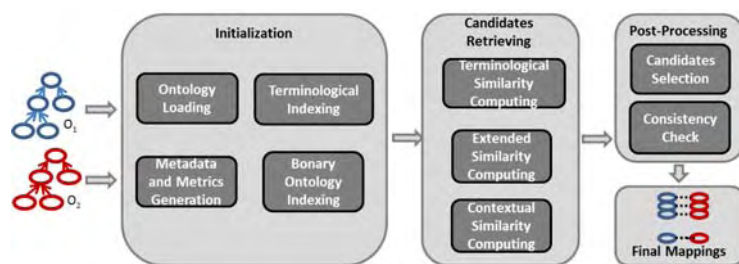 Initialization
Ontology
Loading
Terminological
Indexing
Metadata
and Metrics
Generation
Bonary
Ontology
Indexing
O1
O2
Candidates
Retrieving
Terminological
Similarity
Computing
Extended
Similarity
Computing
Contextual
Similarity
Computing
Post-Processing
Candidates
Selection
Consistency
Check
Final Mappings